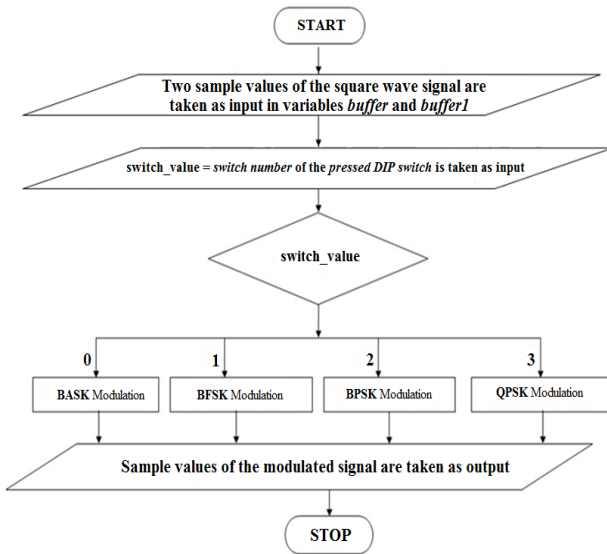 START
Two sample values of the square wave signal are
taken as input in variables buffer and buffer1
switch_value = switch number of the pressed DIP switch is taken as input
switch_value
0 1 2 3
BASK Modulation BFSK Modulation BPSK Modulation QPSK Modulation
Sample values of the modulated signal are taken as output
STOP